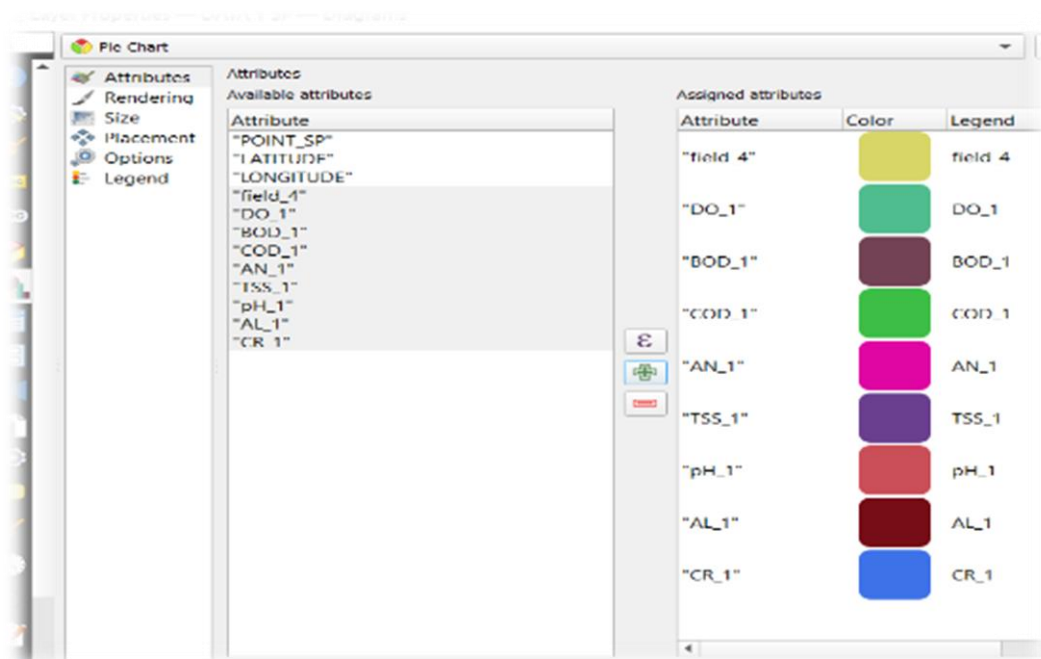 Pie Chart
Attributes
Rendering
Size
Placement
Options
Legend
Attributes
Available attributes
Attribute
"POINT_SP"
"LATITUDE"
"LONGITUDE"
"field_4"
"DO_1"
"BOD_1"
"COD_1"
"AN_1"
"TSS_1"
"pH_1"
"AL_1"
"CR_1"
ε
Assigned attributes
Attribute Color Legend
"field_4" field_4
"DO_1" DO_1
"BOD_1" BOD_1
"COD_1" COD_1
"AN_1" AN_1
"TSS_1" TSS_1
"pH_1" pH_1
"AL_1" AL_1
"CR_1" CR_1